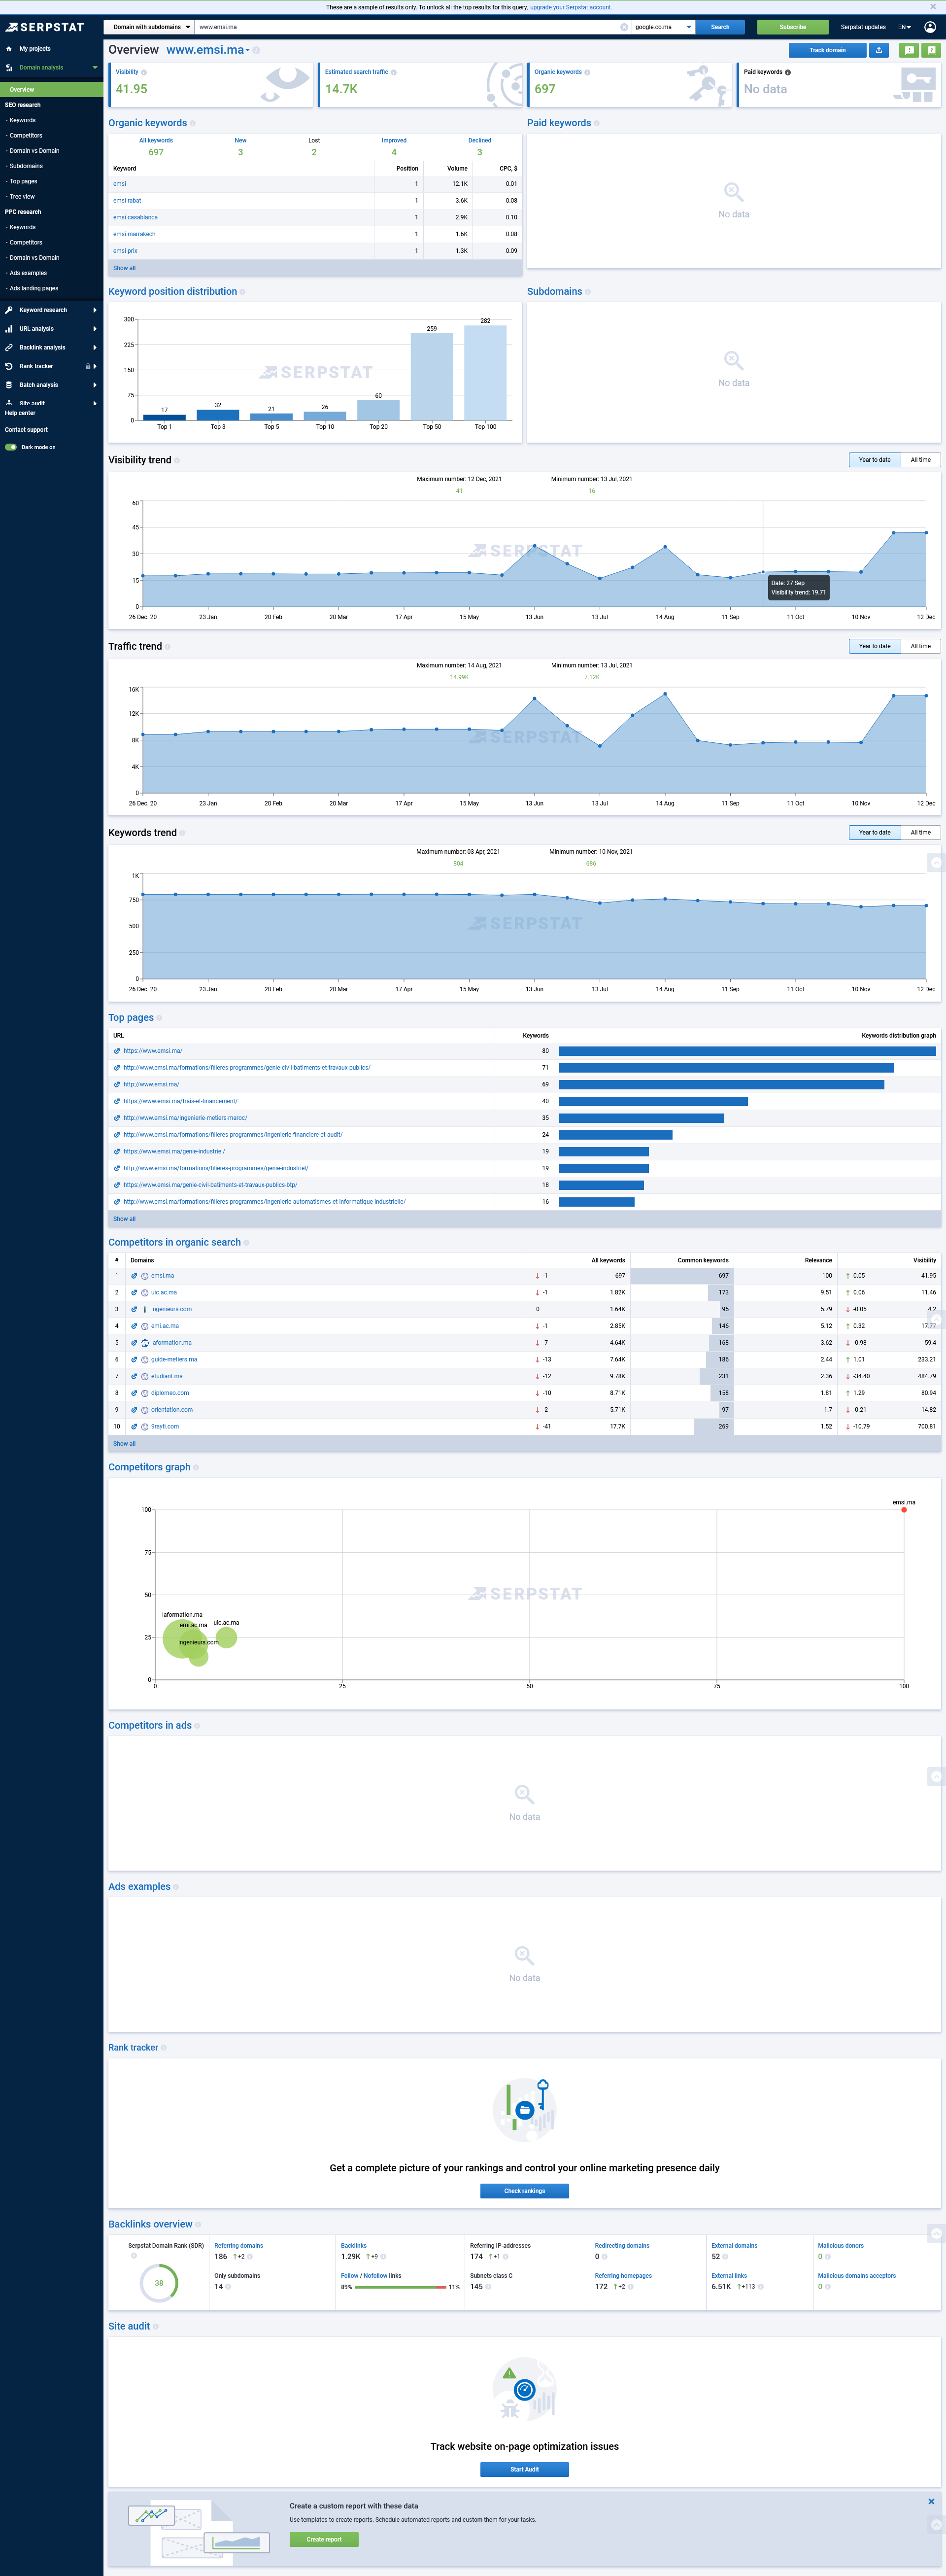 These are a sample of results only. To unlock all the top results for this query, upgrade your Serpstat account.
SERPSTAT
Domain with subdomains
www.emsi.ma
google.co.ma
Search
Subscribe
Serpstat updates
EN
My projects
Domain analysis
Overview
SEO research
- Keywords
- Competitors
- Domain vs Domain
- Subdomains
- Top pages
- Tree view
PPC research
- Keywords
- Competitors
- Domain vs Domain
- Ads examples
- Ads landing pages
Keyword research
URL analysis
Backlink analysis
Rank tracker
Batch analysis
Site audit
Help center
Contact support
Dark mode on
Overview www.emsi.ma
Track domain
Visibility
41.95
Estimated search traffic
14.7K
Organic keywords
697
Paid keywords
No data
Organic keywords
All keywords New Lost Improved Declined
697 3 2 4 3
Keyword Position Volume CPC, $
emsi 1 12.1K 0.01
emsi rabat 1 3.6K 0.08
emsi casablanca 1 2.9K 0.10
emsi marrakech 1 1.6K 0.08
emsi prix 1 1.3K 0.09
Show all
Paid keywords
No data
Keyword position distribution
300
225
150
75
0
17 32 21 26 60 259 282
Top 1 Top 3 Top 5 Top 10 Top 20 Top 50 Top 100
SERPSTAT
Subdomains
No data
Visibility trend
Year to date All time
Maximum number: 12 Dec, 2021 Minimum number: 13 Jul, 2021
41 16
60
45
30
15
0
SERPSTAT
Date: 27 Sep
Visibility trend: 19.71
26 Dec. 20 23 Jan 20 Feb 20 Mar 17 Apr 15 May 13 Jun 13 Jul 14 Aug 11 Sep 11 Oct 10 Nov 12 Dec
Traffic trend
Year to date All time
Maximum number: 14 Aug, 2021 Minimum number: 13 Jul, 2021
14.99K 7.12K
16K
12K
8K
4K
0
SERPSTAT
26 Dec. 20 23 Jan 20 Feb 20 Mar 17 Apr 15 May 13 Jun 13 Jul 14 Aug 11 Sep 11 Oct 10 Nov 12 Dec
Keywords trend
Year to date All time
Maximum number: 03 Apr, 2021 Minimum number: 10 Nov, 2021
804 686
1K
750
500
250
0
SERPSTAT
26 Dec. 20 23 Jan 20 Feb 20 Mar 17 Apr 15 May 13 Jun 13 Jul 14 Aug 11 Sep 11 Oct 10 Nov 12 Dec
Top pages
URL Keywords Keywords distribution graph
https://www.emsi.ma/ 80
http://www.emsi.ma/formations/filieres-programmes/genie-civil-batiments-et-travaux-publics/ 71
http://www.emsi.ma/ 69
https://www.emsi.ma/frais-et-financement/ 40
http://www.emsi.ma/ingenierie-metiers-maroc/ 35
http://www.emsi.ma/formations/filieres-programmes/ingenierie-financiere-et-audit/ 24
https://www.emsi.ma/genie-industriel/ 19
http://www.emsi.ma/formations/filieres-programmes/genie-industriel/ 19
https://www.emsi.ma/genie-civil-batiments-et-travaux-publics-btp/ 18
http://www.emsi.ma/formations/filieres-programmes/ingenierie-automatismes-et-informatique-industrielle/ 16
Show all
Competitors in organic search
# Domains All keywords Common keywords Relevance Visibility
1 emsi.ma -1 697 697 100 0.05 41.95
2 uic.ac.ma -1 1.82K 173 9.51 0.06 11.46
3 ingenieurs.com 0 1.64K 95 5.79 -0.05 4.2
4 emi.ac.ma -1 2.85K 146 5.12 0.32 17.77
5 laformation.ma -7 4.64K 168 3.62 -0.98 59.4
6 guide-metiers.ma -13 7.64K 186 2.44 1.01 233.21
7 etudiant.ma -12 9.78K 231 2.36 -34.40 484.79
8 diplomeo.com -10 8.71K 158 1.81 1.29 80.94
9 orientation.com -2 5.71K 97 1.7 -0.21 14.82
10 9rayti.com -41 17.7K 269 1.52 -10.79 700.81
Show all
Competitors graph
emsi.ma
100
75
50
25
0
SERPSTAT
laformation.ma
emi.ac.ma
uic.ac.ma
ingenieurs.com
0 25 50 75 100
Competitors in ads
No data
Ads examples
No data
Rank tracker
Get a complete picture of your rankings and control your online marketing presence daily
Check rankings
Backlinks overview
Serpstat Domain Rank (SDR)
38
Referring domains
186 +2
Only subdomains
14
Backlinks
1.29K +9
Follow / Nofollow links
89% 11%
Referring IP-addresses
174 +1
Subnets class C
145
Redirecting domains
0
Referring homepages
172 +2
External domains
52
External links
6.51K +113
Malicious donors
0
Malicious domains acceptors
0
Site audit
Track website on-page optimization issues
Start Audit
Create a custom report with these data
Use templates to create reports. Schedule automated reports and custom them for your tasks.
Create report